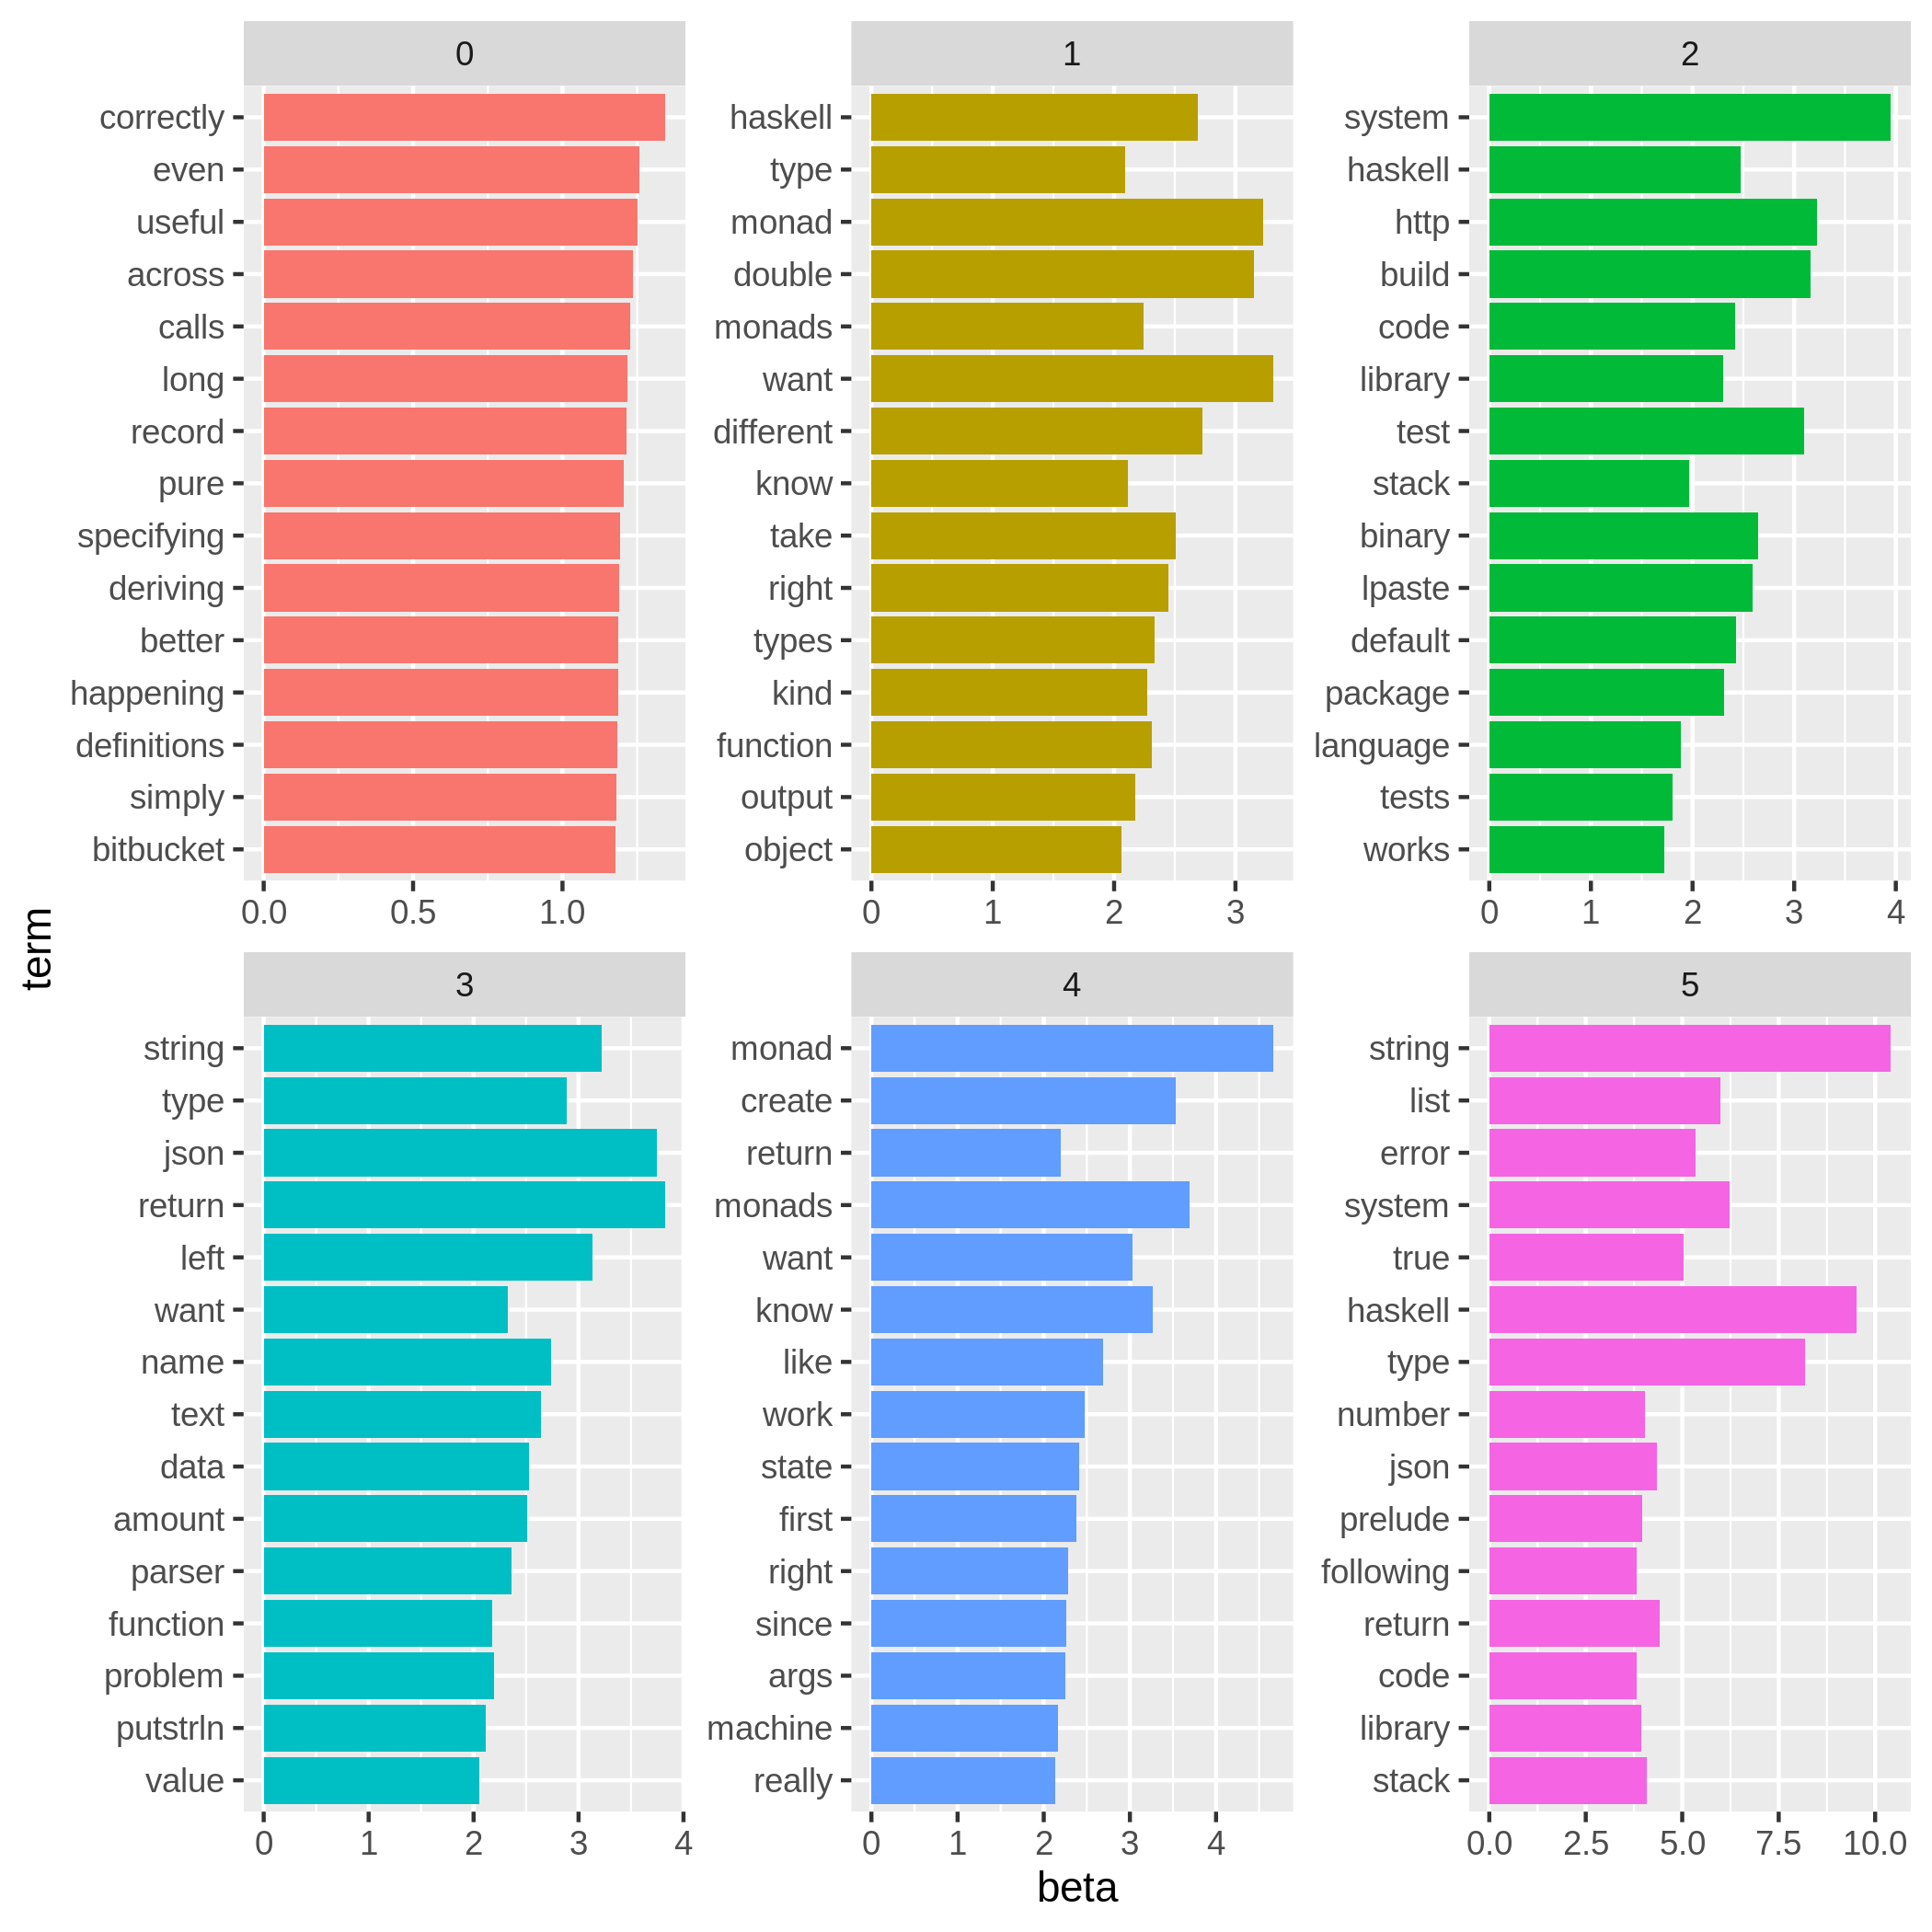 0
correctly
even
useful
across
calls
long
record
pure
specifying
deriving
better
happening
definitions
simply
bitbucket
0.0 0.5 1.0
1
haskell
type
monad
double
monads
want
different
know
take
right
types
kind
function
output
object
0 1 2 3
2
system
haskell
http
build
code
library
test
stack
binary
lpaste
default
package
language
tests
works
0 1 2 3 4
term
3
string
type
json
return
left
want
name
text
data
amount
parser
function
problem
putstrln
value
0 1 2 3 4
4
monad
create
return
monads
want
know
like
work
state
first
right
since
args
machine
really
0 1 2 3 4
5
string
list
error
system
true
haskell
type
number
json
prelude
following
return
code
library
stack
0.0 2.5 5.0 7.5 10.0
beta